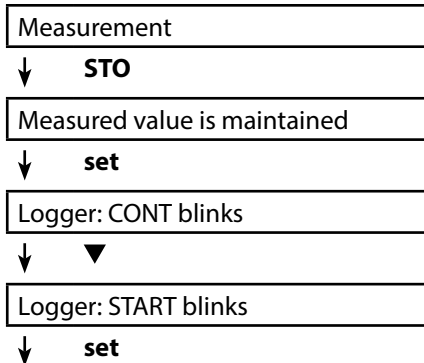 Measurement
↓ STO
Measured value is maintained
↓ set
Logger: CONT blinks
↓ ▼
Logger: START blinks
↓ set